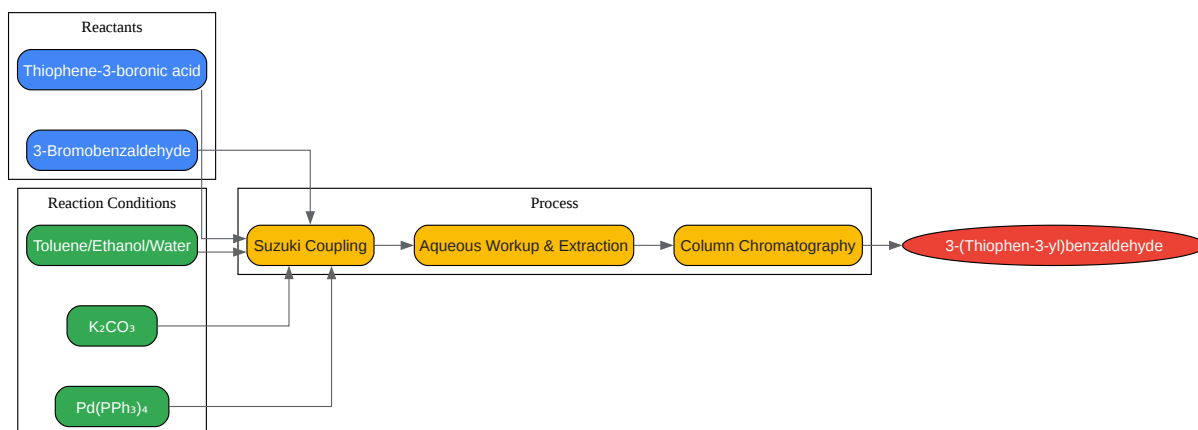 Reactants
Thiophene-3-boronic acid
3-Bromobenzaldehyde
Reaction Conditions
Toluene/Ethanol/Water
K₂CO₃
Pd(PPh₃)₄
Process
Suzuki Coupling
Aqueous Workup & Extraction
Column Chromatography
3-(Thiophen-3-yl)benzaldehyde